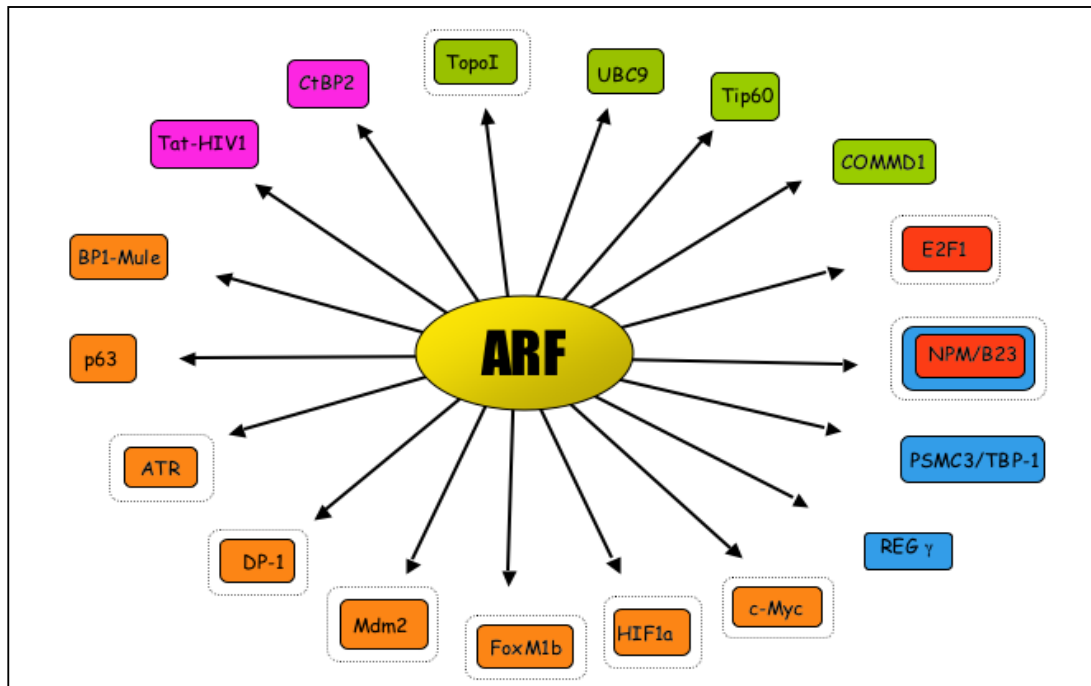 TopoI
CtBP2
UBC9
Tip60
Tat-HIV1
COMMD1
BP1-Mule
E2F1
ARF
p63
NPM/B23
ATR
PSMC3/TBP-1
DP-1
REG γ
Mdm2
FoxM1b
HIF1a
c-Myc